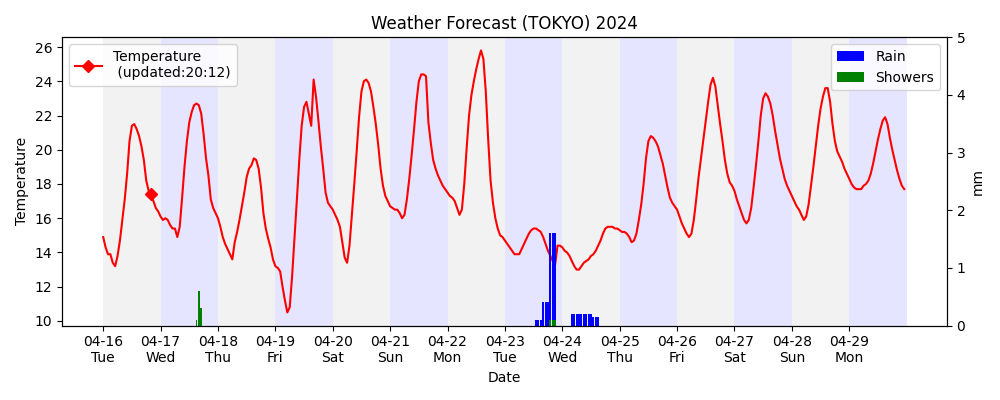 Weather Forecast (TOKYO) 2024
Temperature
(updated:20:12)
Rain
Showers
26
24
22
20
18
16
14
12
10
Temperature
5
4
3
2
1
0
mm
04-16 04-17 04-18 04-19 04-20 04-21 04-22 04-23 04-24 04-25 04-26 04-27 04-28 04-29
Tue Wed Thu Fri Sat Sun Mon Tue Wed Thu Fri Sat Sun Mon
Date